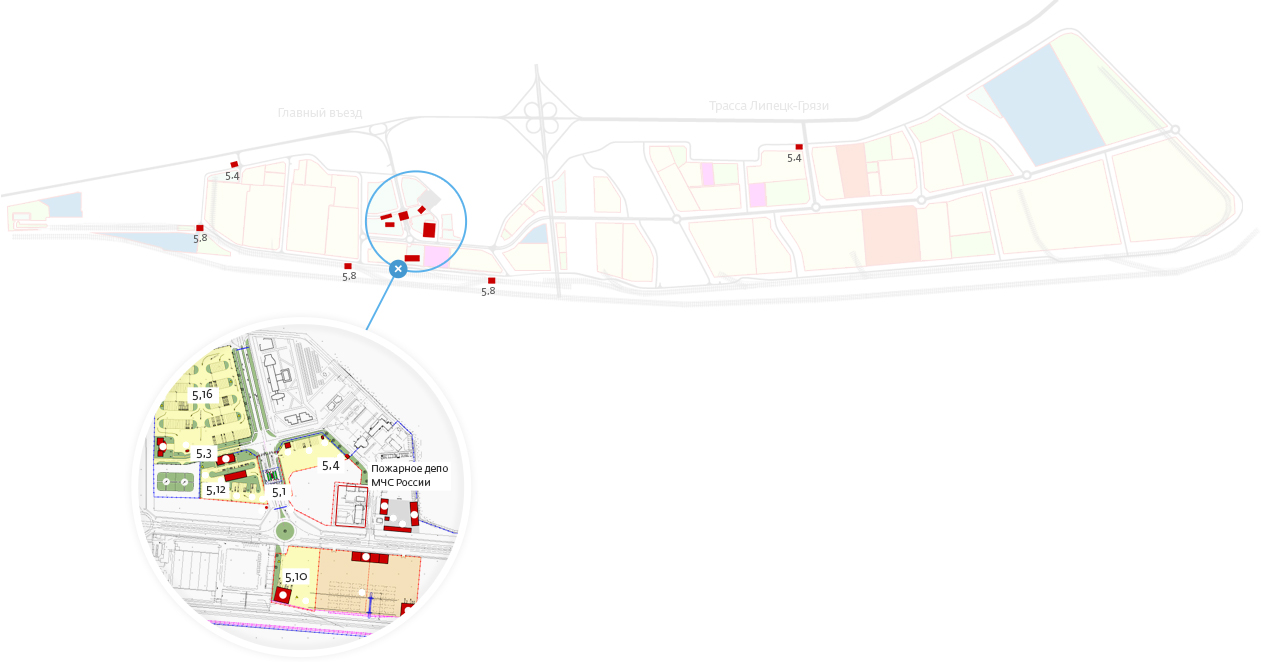 Трасса Липецк-Грязи
Главный въезд
5.4
5.4
5.8
5.8
5.8
5,16
5,3
5,4
Пожарное депо
МЧС России
5,12
5,1
5,10